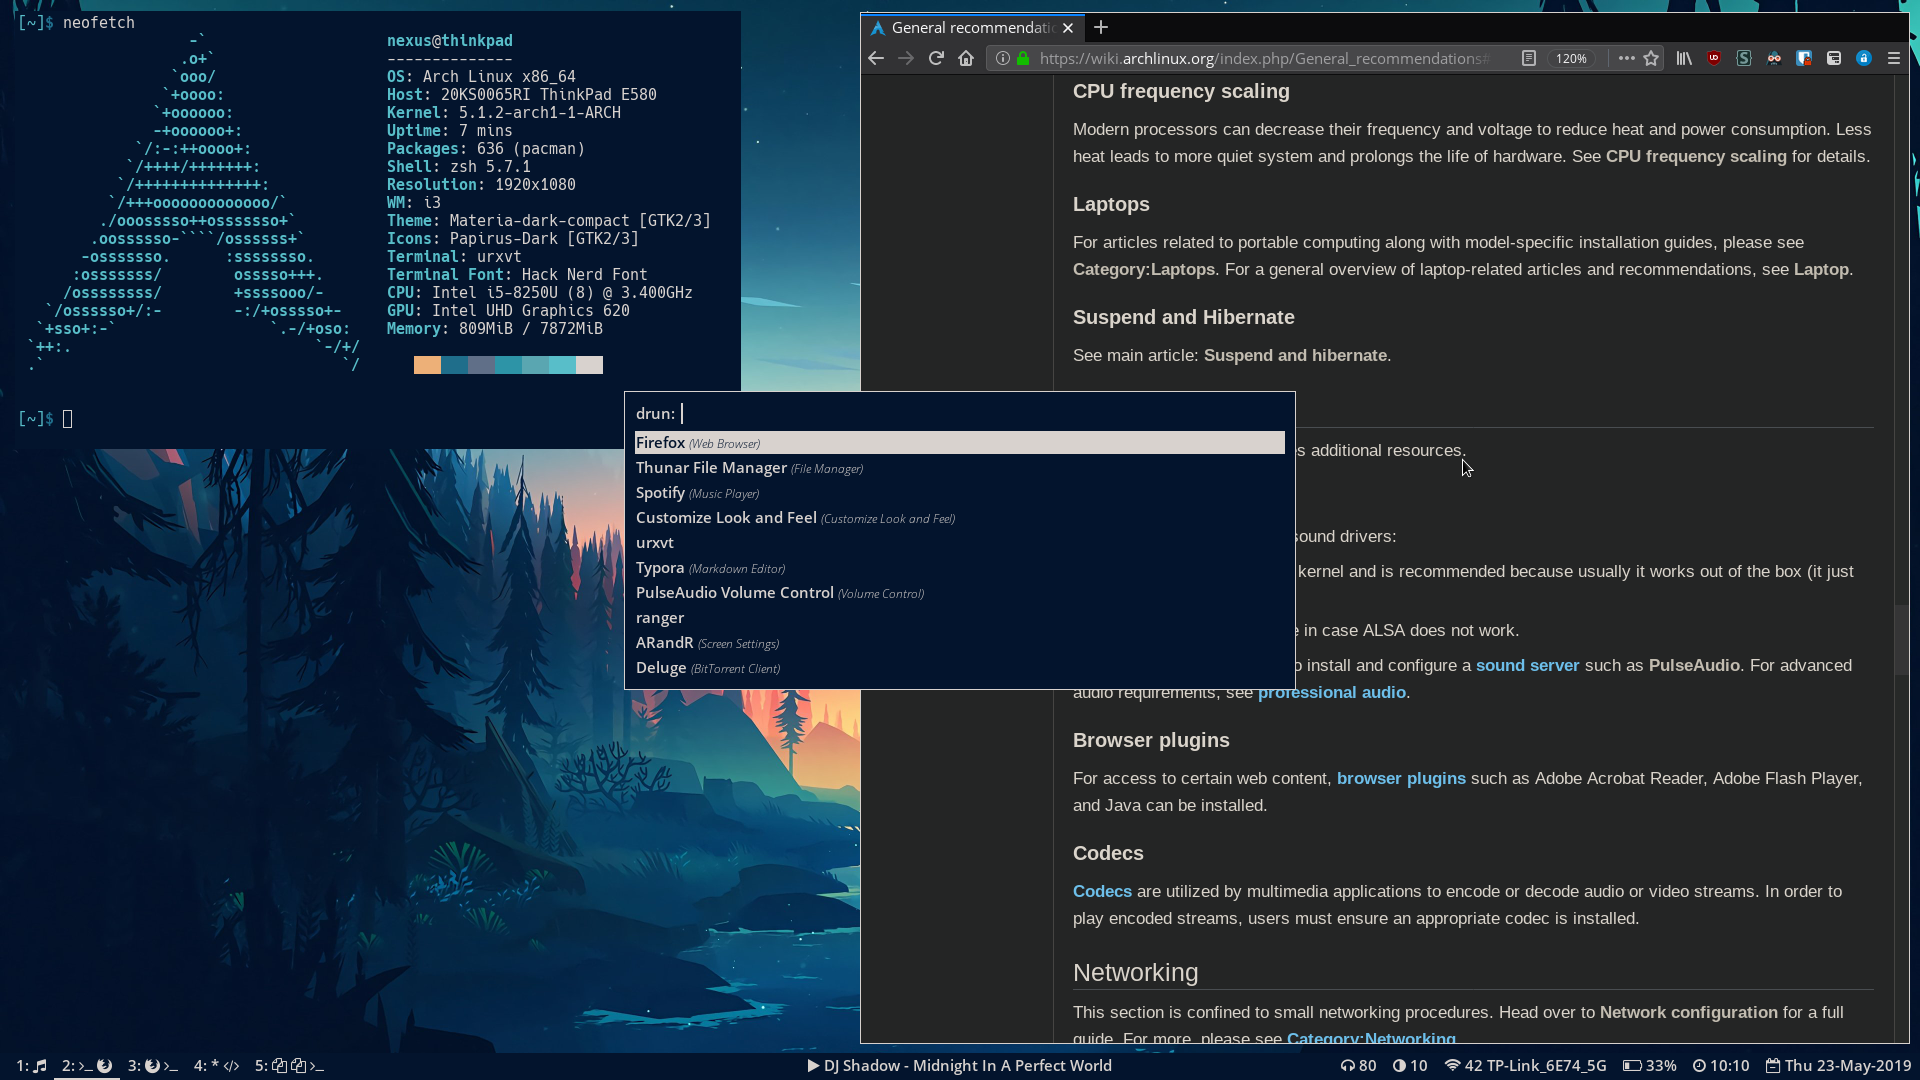 [~]$ neofetch
nexus@thinkpad
--------------
OS: Arch Linux x86_64
Host: 20KS0065RI ThinkPad E580
Kernel: 5.1.2-arch1-1-ARCH
Uptime: 7 mins
Packages: 636 (pacman)
Shell: zsh 5.7.1
Resolution: 1920x1080
WM: i3
Theme: Materia-dark-compact [GTK2/3]
Icons: Papirus-Dark [GTK2/3]
Terminal: urxvt
Terminal Font: Hack Nerd Font
CPU: Intel i5-8250U (8) @ 3.400GHz
GPU: Intel UHD Graphics 620
Memory: 809MiB / 7872MiB
[~]$
General recommendatio
https://wiki.archlinux.org/index.php/General_recommendations#
120%
CPU frequency scaling
Modern processors can decrease their frequency and voltage to reduce heat and power consumption. Less
heat leads to more quiet system and prolongs the life of hardware. See CPU frequency scaling for details.
Laptops
For articles related to portable computing along with model-specific installation guides, please see
Category:Laptops. For a general overview of laptop-related articles and recommendations, see Laptop.
Suspend and Hibernate
See main article: Suspend and hibernate.
drun:
Firefox (Web Browser)
Thunar File Manager (File Manager)
Spotify (Music Player)
Customize Look and Feel (Customize Look and Feel)
urxvt
Typora (Markdown Editor)
PulseAudio Volume Control (Volume Control)
ranger
ARandR (Screen Settings)
Deluge (BitTorrent Client)
s additional resources.
sound drivers:
kernel and is recommended because usually it works out of the box (it just
e in case ALSA does not work.
o install and configure a sound server such as PulseAudio. For advanced
audio requirements, see professional audio.
Browser plugins
For access to certain web content, browser plugins such as Adobe Acrobat Reader, Adobe Flash Player,
and Java can be installed.
Codecs
Codecs are utilized by multimedia applications to encode or decode audio or video streams. In order to
play encoded streams, users must ensure an appropriate codec is installed.
Networking
This section is confined to small networking procedures. Head over to Network configuration for a full
guide. For more, please see Category:Networking.
1: 2: >_ 3: >_ 4: * </> 5: >_
DJ Shadow - Midnight In A Perfect World
80 10 42 TP-Link_6E74_5G 33% 10:10 Thu 23-May-2019